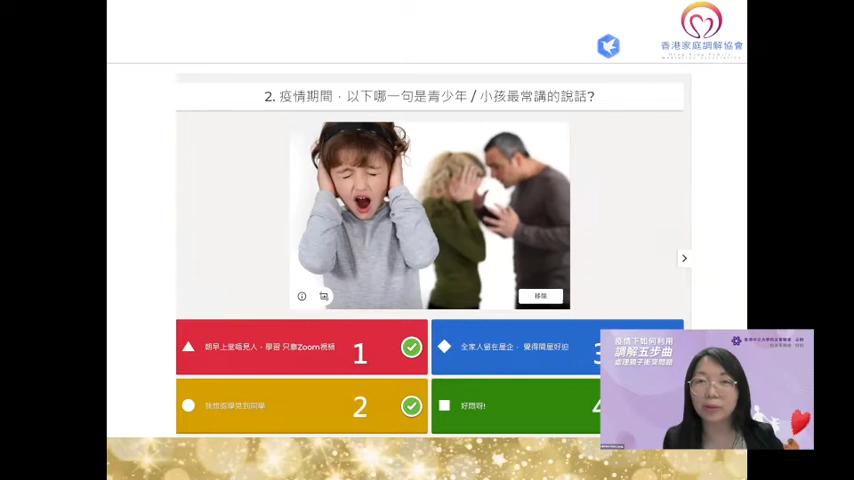 香港家庭調解協會
2. 疫情期間，以下哪一句是青少年 / 小孩最常講的說話?
移除
朝早上堂唔見人，學習 只靠Zoom視頻
1
全家人留在屋企， 覺得間屋好迫
我想返學見到同學
2
好悶呀!
疫情下如何利用
調解五步曲
處理親子衝突問題